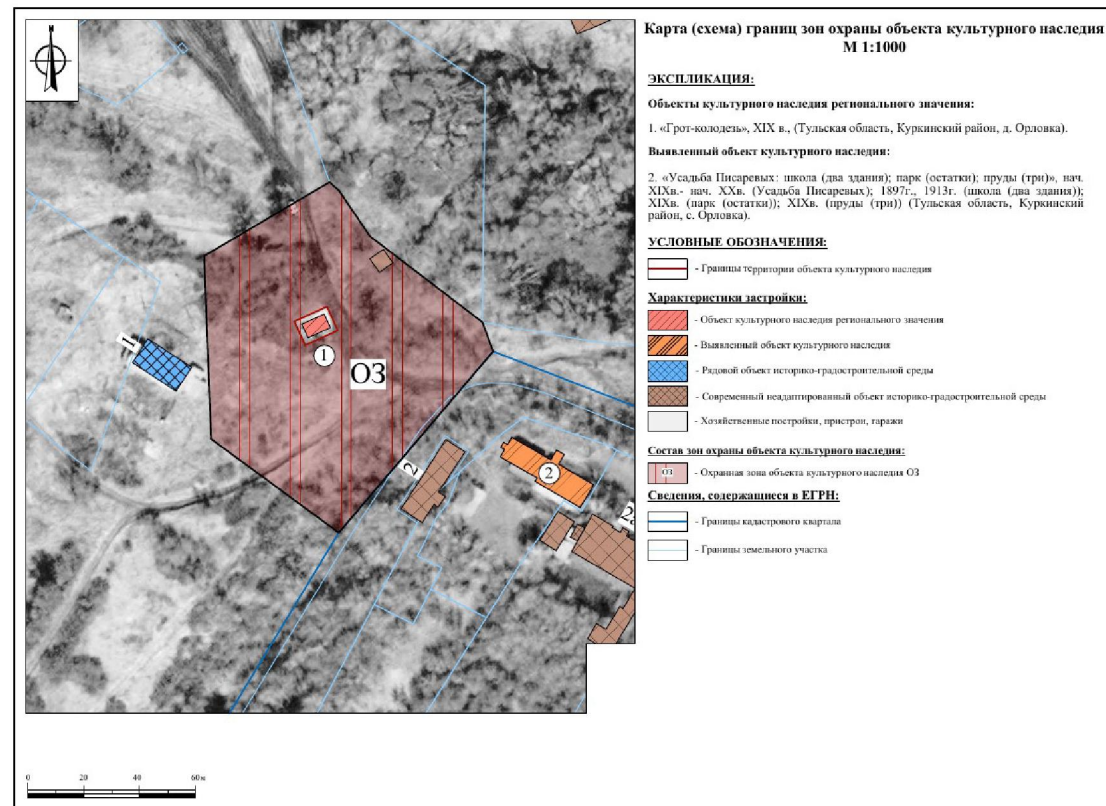 Карта (схема) границ зон охраны объекта культурного наследия
М 1:1000
ЭКСПЛИКАЦИЯ:
Объекты культурного наследия регионального значения:
1. «Грот-колодезь», XIX в., (Тульская область, Куркинский район, д. Орловка).
Выявленный объект культурного наследия:
2. «Усадьба Писаревых: школа (два здания); парк (остатки); пруды (три)», нач.
XIXв.- нач. XXв. (Усадьба Писаревых); 1897г., 1913г. (школа (два здания));
XIXв. (парк (остатки)); XIXв. (пруды (три)) (Тульская область, Куркинский
район, с. Орловка).
УСЛОВНЫЕ ОБОЗНАЧЕНИЯ:
- Границы территории объекта культурного наследия
Характеристики застройки:
- Объект культурного наследия регионального значения
- Выявленный объект культурного наследия
- Рядовой объект историко-градостроительной среды
- Современный неадаптированный объект историко-градостроительной среды
- Хозяйственные постройки, пристрои, гаражи
Состав зон охраны объекта культурного наследия:
ОЗ - Охранная зона объекта культурного наследия ОЗ
Сведения, содержащиеся в ЕГРН:
- Границы кадастрового квартала
- Границы земельного участка
1
1
ОЗ
2
2
0 20 40 60м